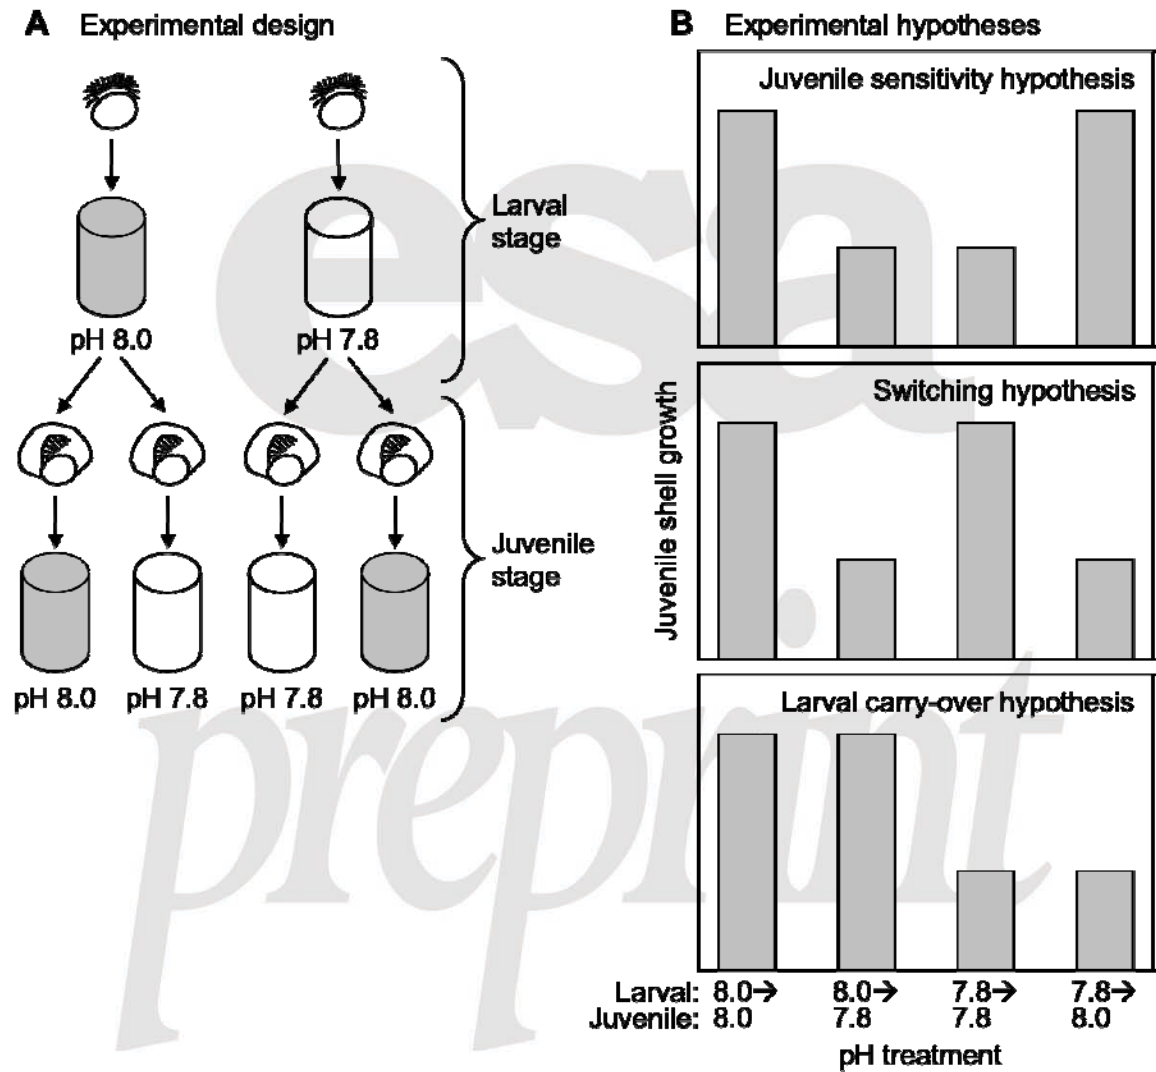 A Experimental design
Larval
stage
pH 8.0
pH 7.8
Juvenile
stage
pH 8.0
pH 7.8
pH 7.8
pH 8.0
B Experimental hypotheses
Juvenile sensitivity hypothesis
Switching hypothesis
Larval carry-over hypothesis
Juvenile shell growth
Larval: 8.0→ 8.0→ 7.8→ 7.8→
Juvenile: 8.0 7.8 7.8 8.0
pH treatment
esa
preprint